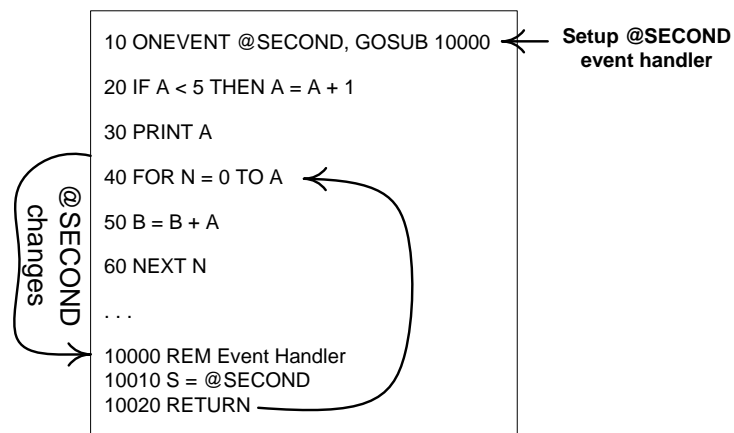 10 ONEVENT @SECOND, GOSUB 10000
Setup @SECOND
event handler
20 IF A < 5 THEN A = A + 1
30 PRINT A
40 FOR N = 0 TO A
50 B = B + A
60 NEXT N
. . .
@SECOND
changes
10000 REM Event Handler
10010 S = @SECOND
10020 RETURN